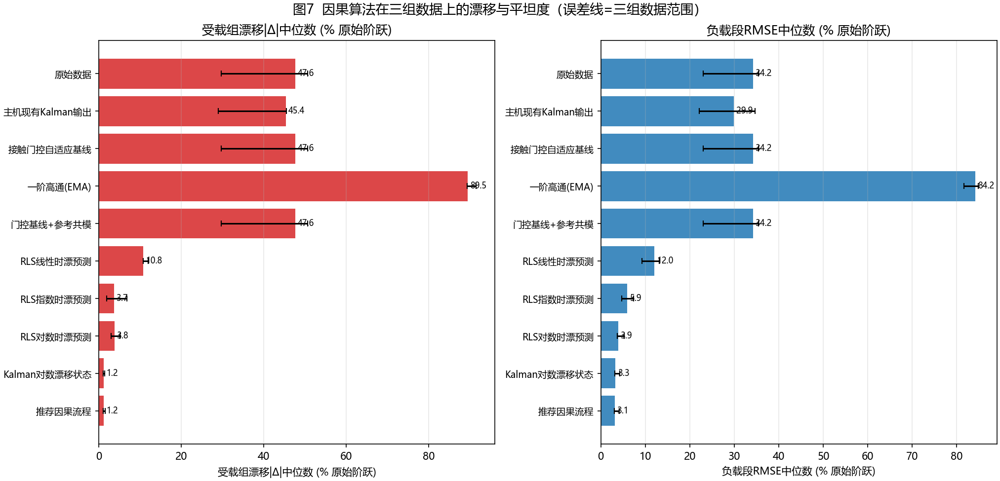 图7  因果算法在三组数据上的漂移与平坦度（误差线=三组数据范围）
受载组漂移|Δ|中位数 (% 原始阶跃)
原始数据
47.6
主机现有Kalman输出
45.4
接触门控自适应基线
47.6
一阶高通(EMA)
89.5
门控基线+参考共模
47.6
RLS线性时漂预测
10.8
RLS指数时漂预测
3.7
RLS对数时漂预测
3.8
Kalman对数漂移状态
1.2
推荐因果流程
1.2
0 20 40 60 80
受载组漂移|Δ|中位数 (% 原始阶跃)
负载段RMSE中位数 (% 原始阶跃)
原始数据
34.2
主机现有Kalman输出
29.9
接触门控自适应基线
34.2
一阶高通(EMA)
84.2
门控基线+参考共模
34.2
RLS线性时漂预测
12.0
RLS指数时漂预测
5.9
RLS对数时漂预测
3.9
Kalman对数漂移状态
3.3
推荐因果流程
3.1
0 10 20 30 40 50 60 70 80
负载段RMSE中位数 (% 原始阶跃)